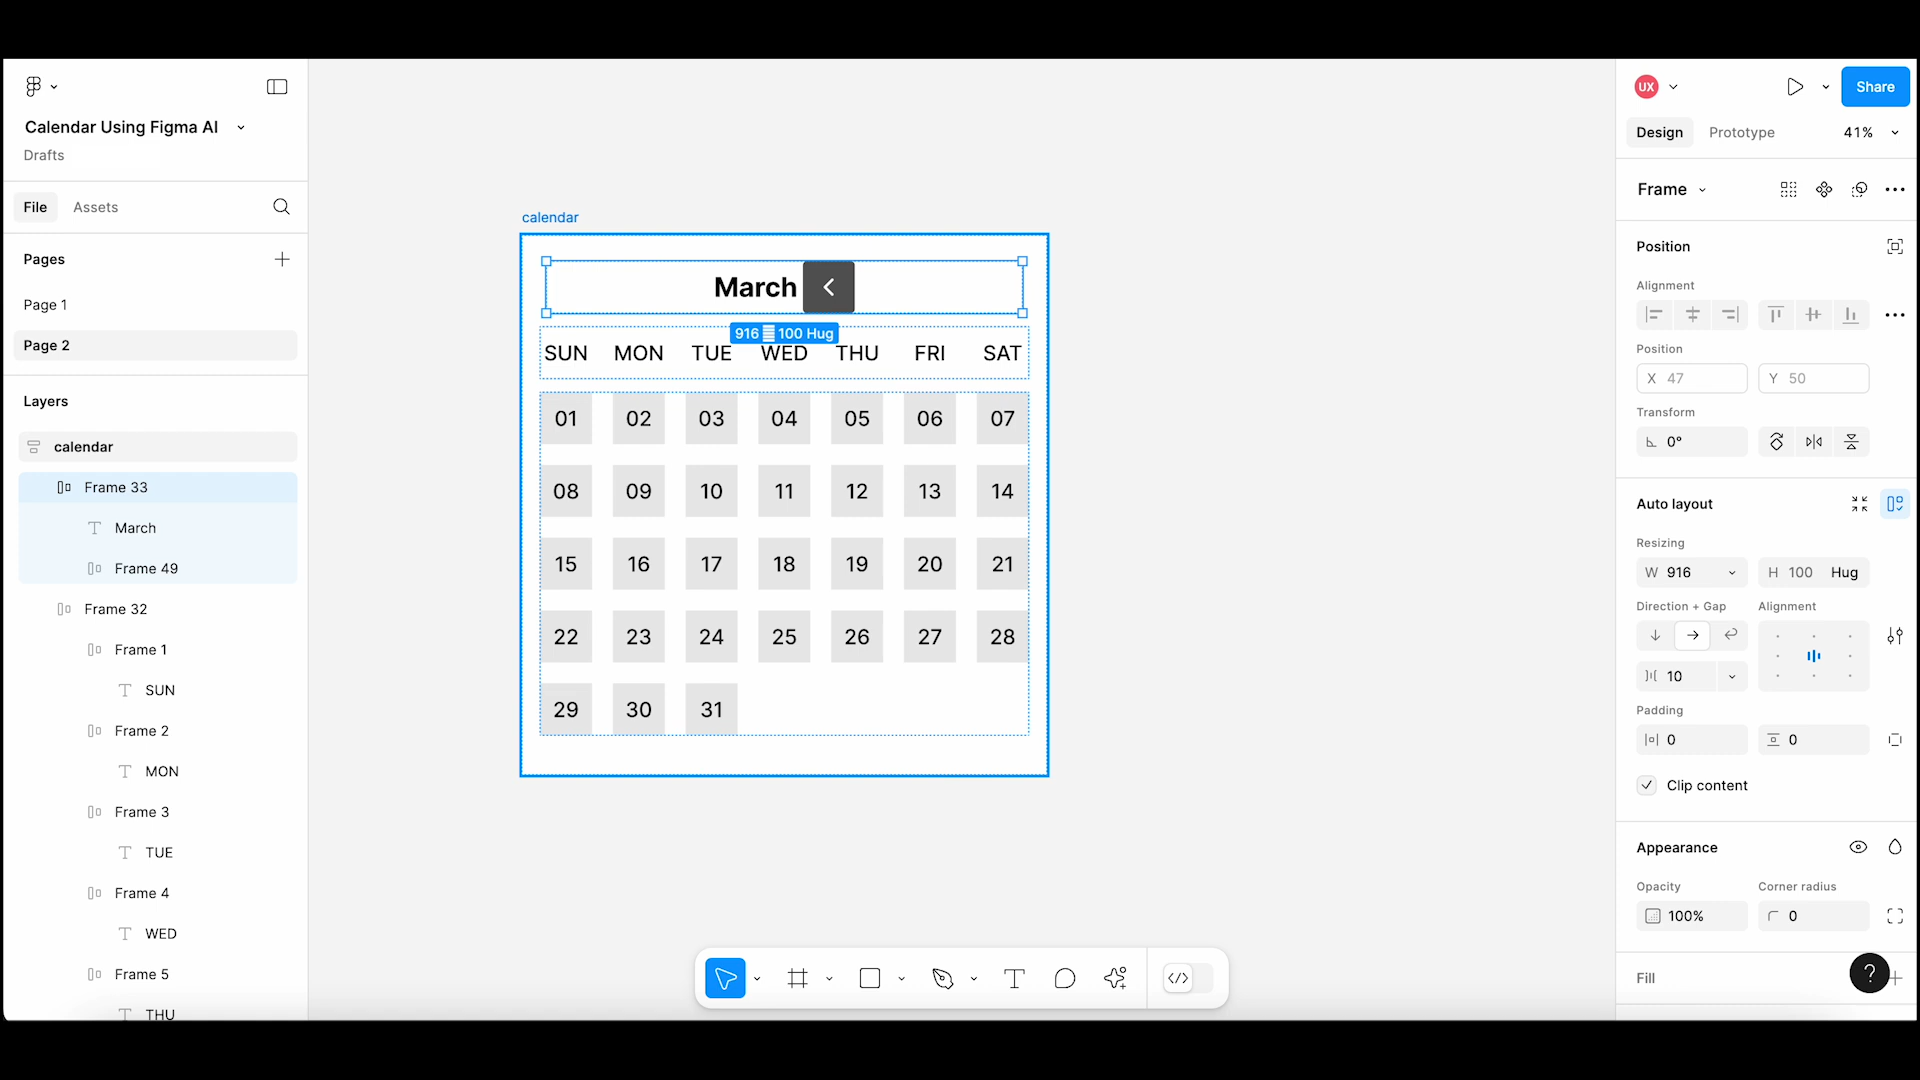 Calendar Using Figma AI
Drafts
File Assets
Pages
Page 1
Page 2
Layers
calendar
Frame 33
March
Frame 49
Frame 32
Frame 1
SUN
Frame 2
MON
Frame 3
TUE
Frame 4
WED
Frame 5
THU
calendar
March
916 100 Hug
SUN MON TUE WED THU FRI SAT
01 02 03 04 05 06 07
08 09 10 11 12 13 14
15 16 17 18 19 20 21
22 23 24 25 26 27 28
29 30 31
UX
Share
Design Prototype 41%
Frame
Position
Alignment
Position
X 47 Y 50
Transform
0°
Auto layout
Resizing
W 916 H 100 Hug
Direction + Gap Alignment
10
Padding
0 0
Clip content
Appearance
Opacity Corner radius
100% 0
Fill
?